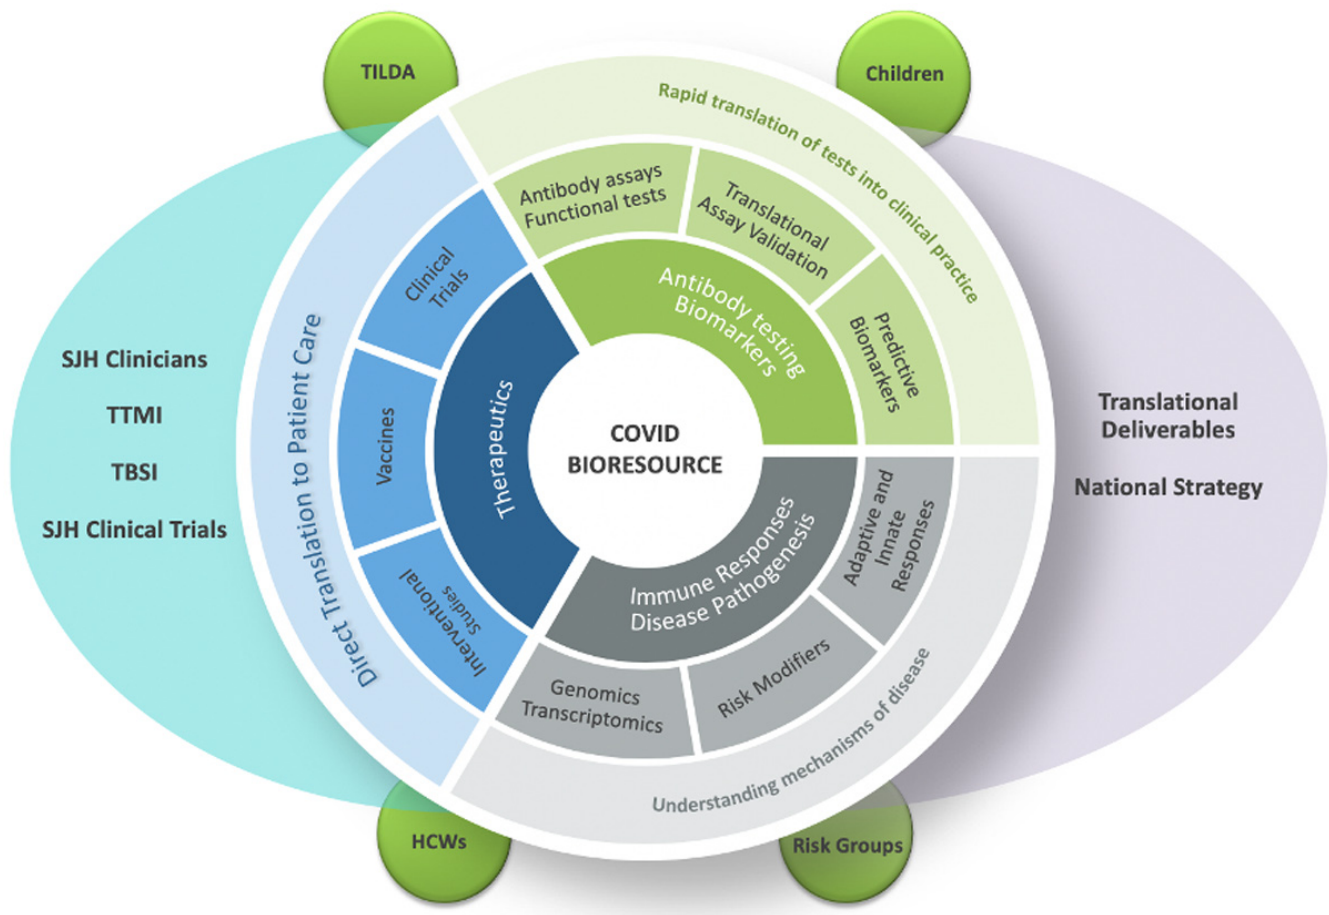 TILDA
Children
Rapid translation of tests into clinical practice
Antibody assays
Functional tests
Translational
Assay Validation
Predictive
Biomarkers
Antibody testing
Biomarkers
Clinical
Trials
Vaccines
Interventional
Studies
Therapeutics
Direct Translation to Patient Care
COVID
BIORESOURCE
SJH Clinicians
TTMI
TBSI
SJH Clinical Trials
Translational
Deliverables
National Strategy
Immune Responses
Disease Pathogenesis
Adaptive and
Innate
Responses
Risk Modifiers
Genomics
Transcriptomics
Understanding mechanisms of disease
HCWs
Risk Groups